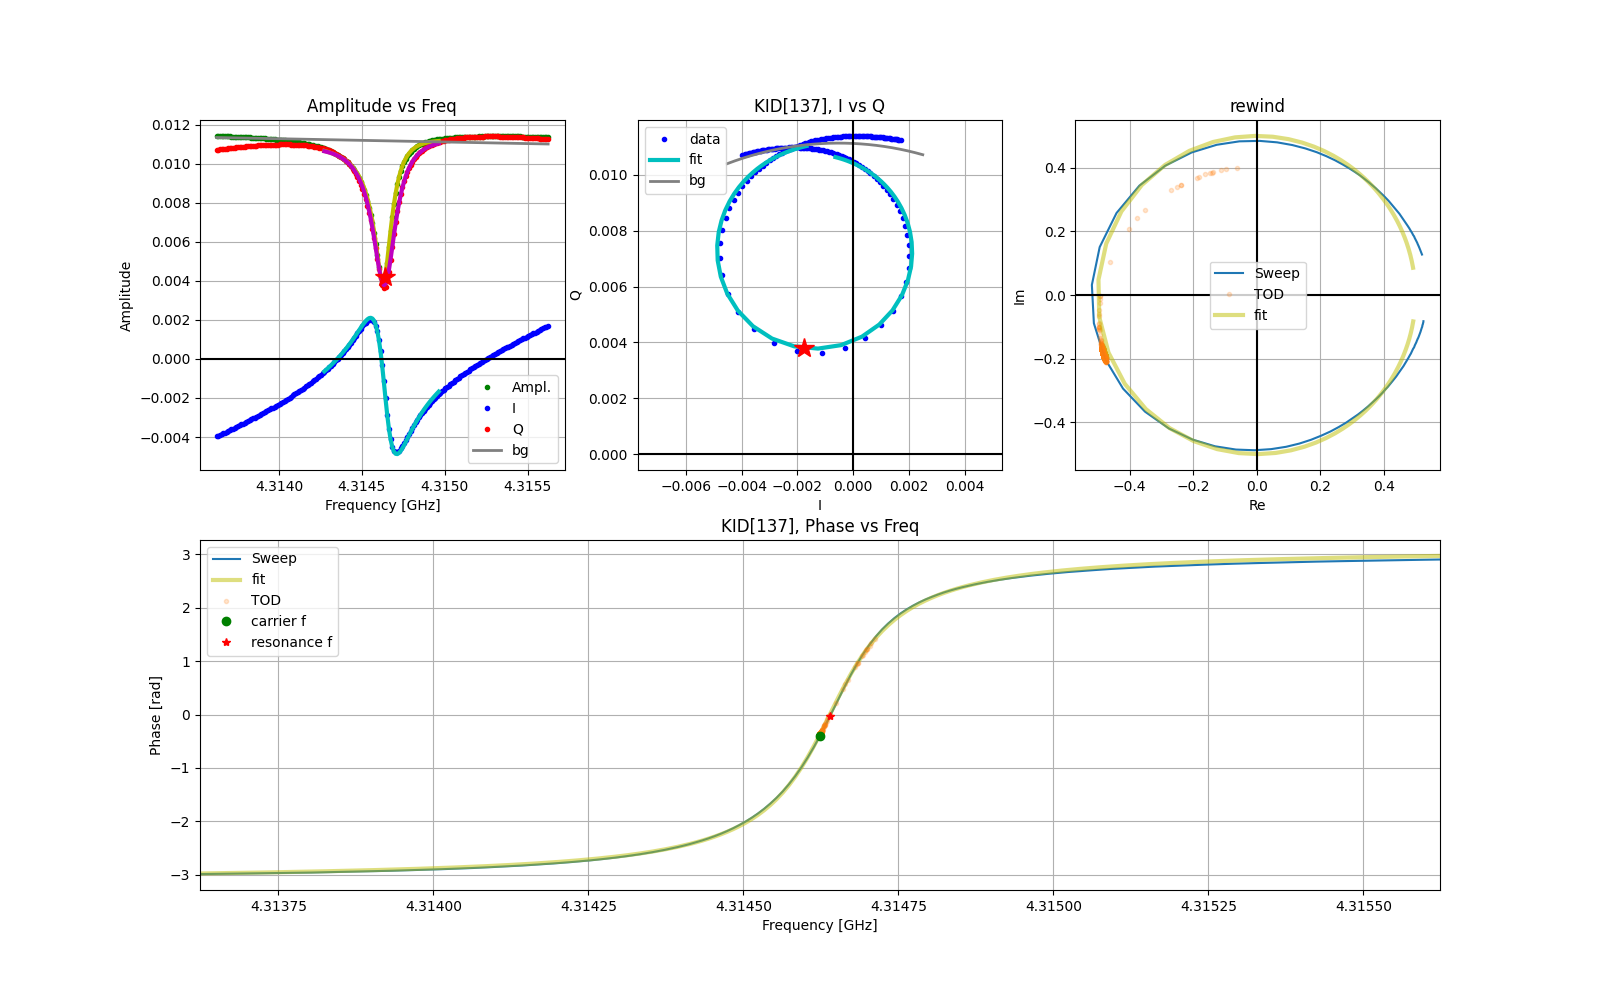 Amplitude vs Freq
0.012
0.010
0.008
0.006
0.004
0.002
0.000
−0.002
−0.004
Amplitude
Ampl.
I
Q
bg
4.3140
4.3145
4.3150
4.3155
Frequency [GHz]
KID[137], I vs Q
data
fit
bg
0.010
0.008
0.006
0.004
0.002
0.000
Q
−0.006
−0.004
−0.002
0.000
0.002
0.004
I
rewind
0.4
0.2
0.0
−0.2
−0.4
Im
Sweep
TOD
fit
−0.4
−0.2
0.0
0.2
0.4
Re
KID[137], Phase vs Freq
3
2
1
0
−1
−2
−3
Phase [rad]
Sweep
fit
TOD
carrier f
resonance f
4.31375
4.31400
4.31425
4.31450
4.31475
4.31500
4.31525
4.31550
Frequency [GHz]